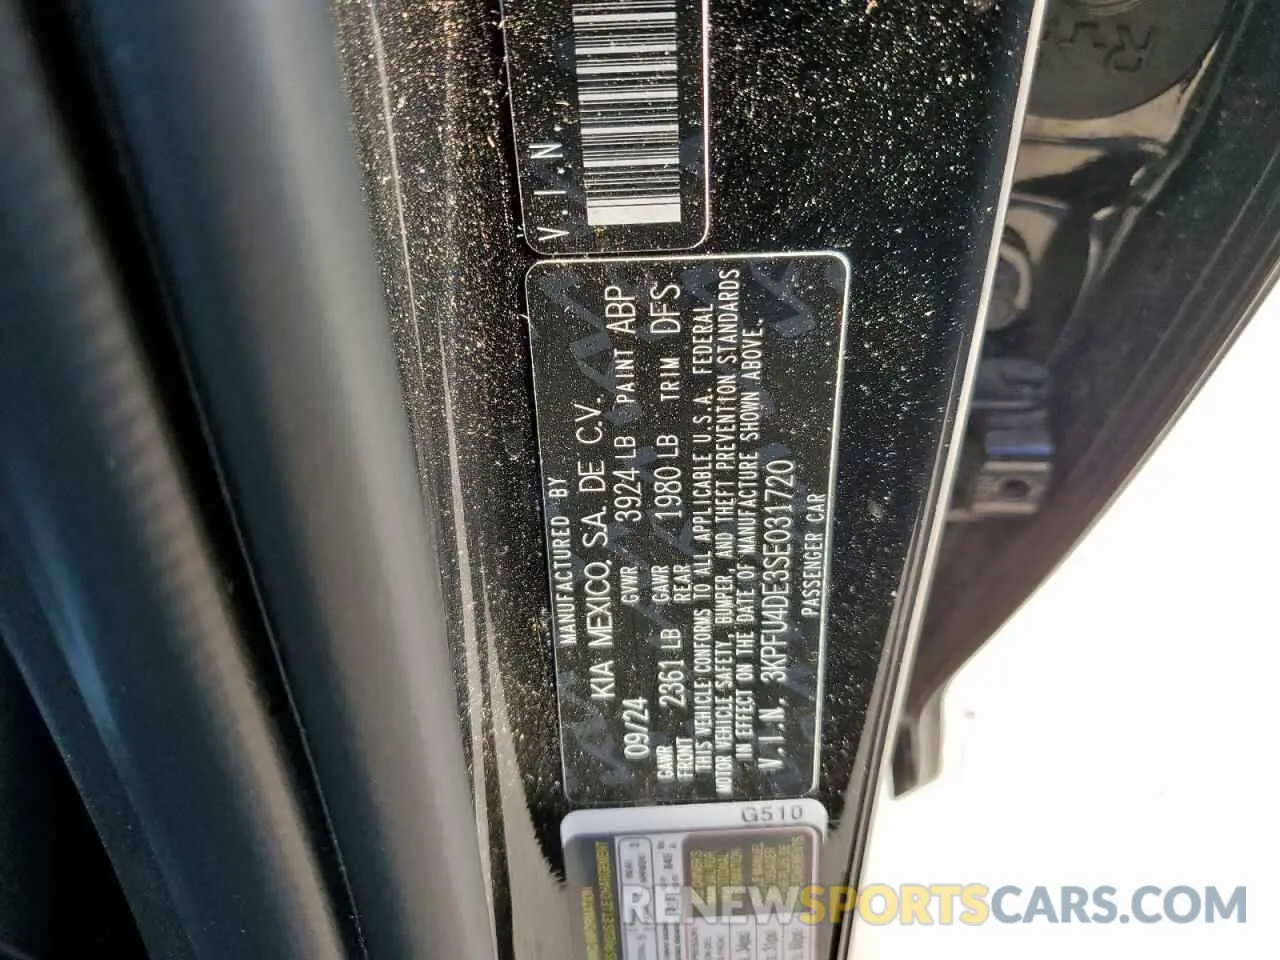 V.I.N.
MANUFACTURED BY
KIA MEXICO, S.A. DE C.V.
09/24 GVWR 3924 LB PAINT ABP
GAWR FRONT 2361 LB GAWR REAR 1980 LB TRIM DFS
THIS VEHICLE CONFORMS TO ALL APPLICABLE U.S.A. FEDERAL
MOTOR VEHICLE SAFETY, BUMPER, AND THEFT PREVENTION STANDARDS
IN EFFECT ON THE DATE OF MANUFACTURE SHOWN ABOVE.
V.I.N. 3KPFU4DE3SE031720
PASSENGER CAR
G510
RENEWSPORTSCARS.COM